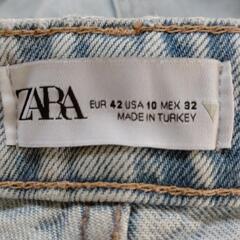 ZARA
EUR 42 USA 10 MEX 32
MADE IN TURKEY